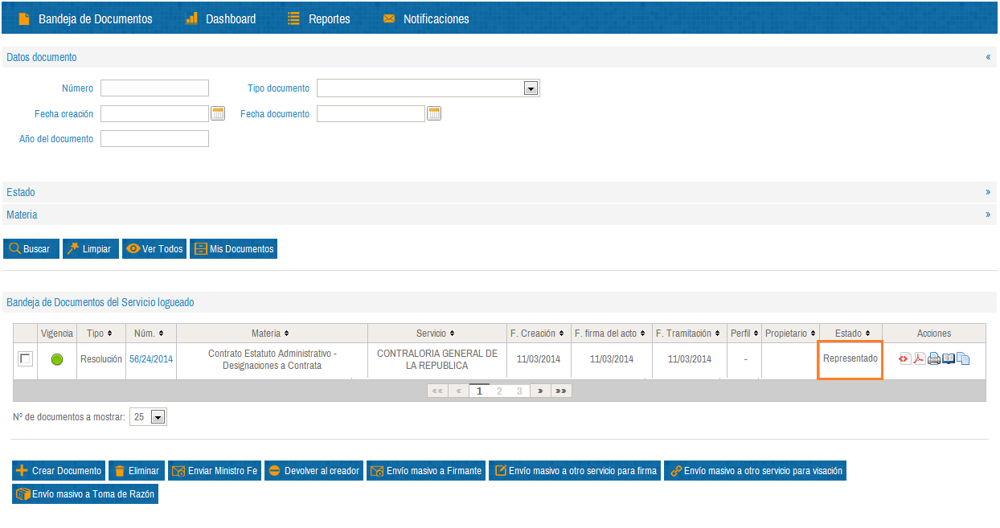 Bandeja de Documentos Dashboard Reportes Notificaciones
Datos documento «
Número Tipo documento
Fecha creación Fecha documento
Año del documento
Estado »
Materia »
Buscar Limpiar Ver Todos Mis Documentos
Bandeja de Documentos del Servicio logueado
Vigencia Tipo Núm. Materia Servicio F. Creación F. firma del acto F. Tramitación Perfil Propietario Estado Acciones
Resolución 56/24/2014 Contrato Estatuto Administrativo - Designaciones a Contrata CONTRALORIA GENERAL DE LA REPUBLICA 11/03/2014 11/03/2014 11/03/2014 - Representado
«« « 1 2 3 » »»
Nº de documentos a mostrar: 25
Crear Documento Eliminar Enviar Ministro Fe Devolver al creador Envío masivo a Firmante Envío masivo a otro servicio para firma Envío masivo a otro servicio para visación
Envío masivo a Toma de Razón